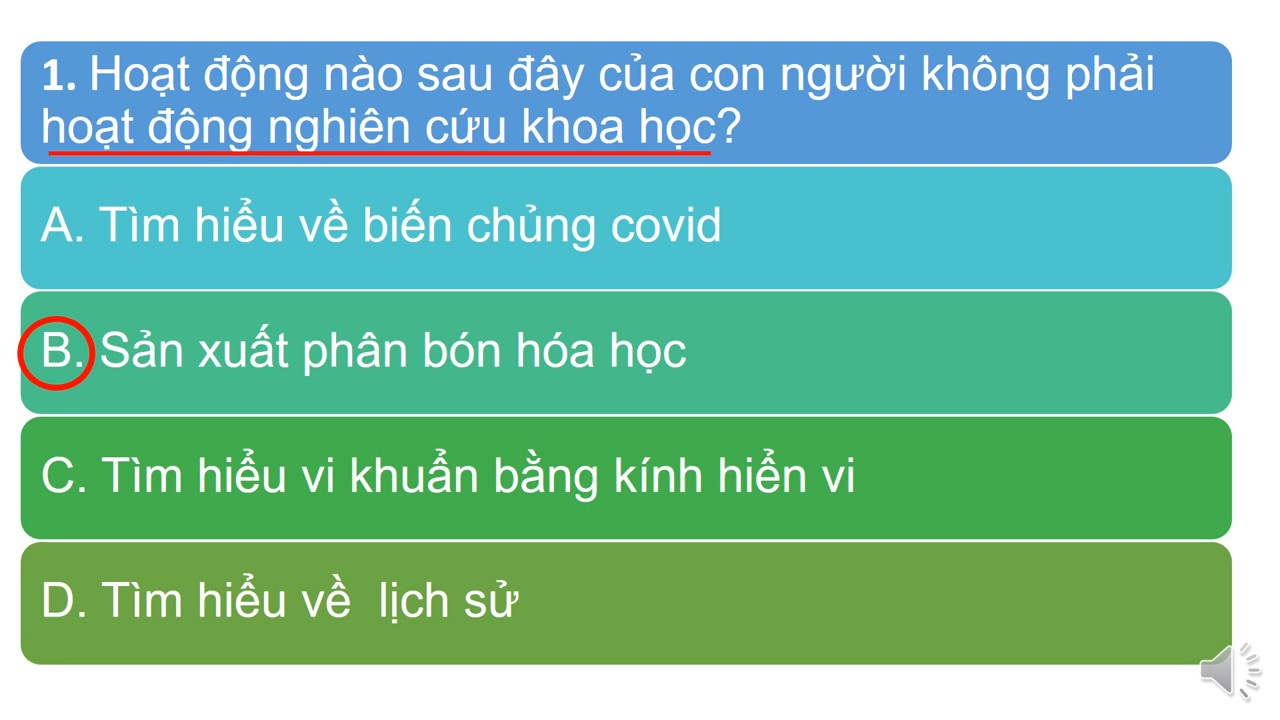 1. Hoạt động nào sau đây của con người không phải
hoạt động nghiên cứu khoa học?
A. Tìm hiểu về biến chủng covid
B. Sản xuất phân bón hóa học
C. Tìm hiểu vi khuẩn bằng kính hiển vi
D. Tìm hiểu về  lịch sử